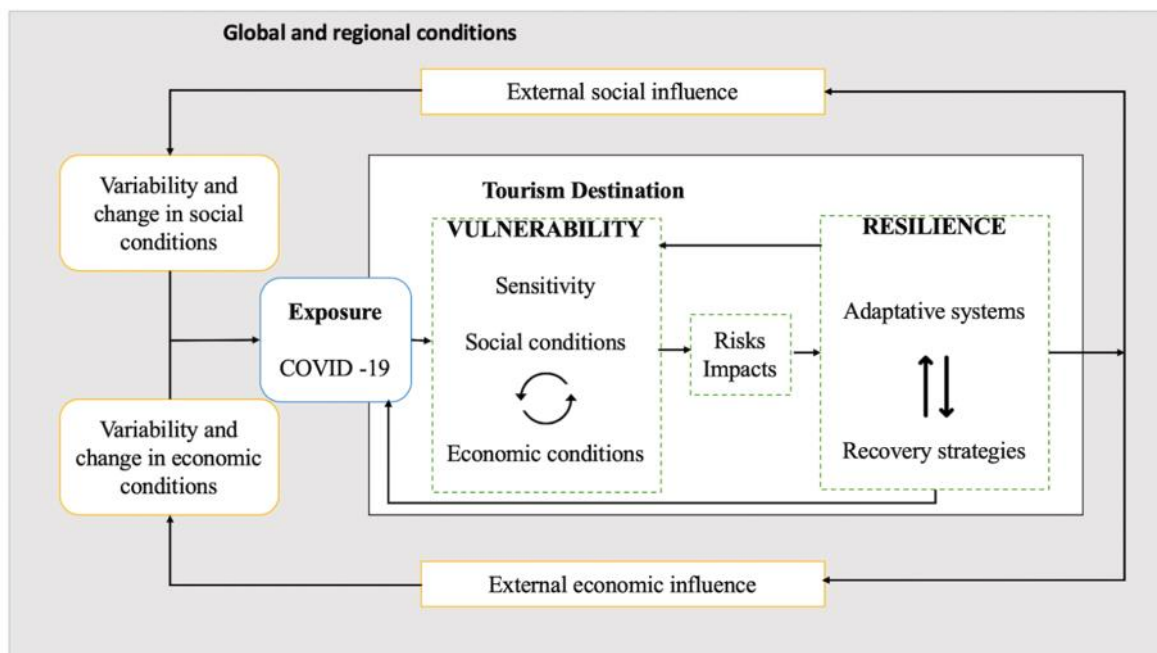 Global and regional conditions
External social influence
Variability and
change in social
conditions
Tourism Destination
VULNERABILITY
RESILIENCE
Sensitivity
Exposure
Adaptative systems
Social conditions
Risks
Impacts
COVID -19
Variability and
change in economic
conditions
Economic conditions
Recovery strategies
External economic influence